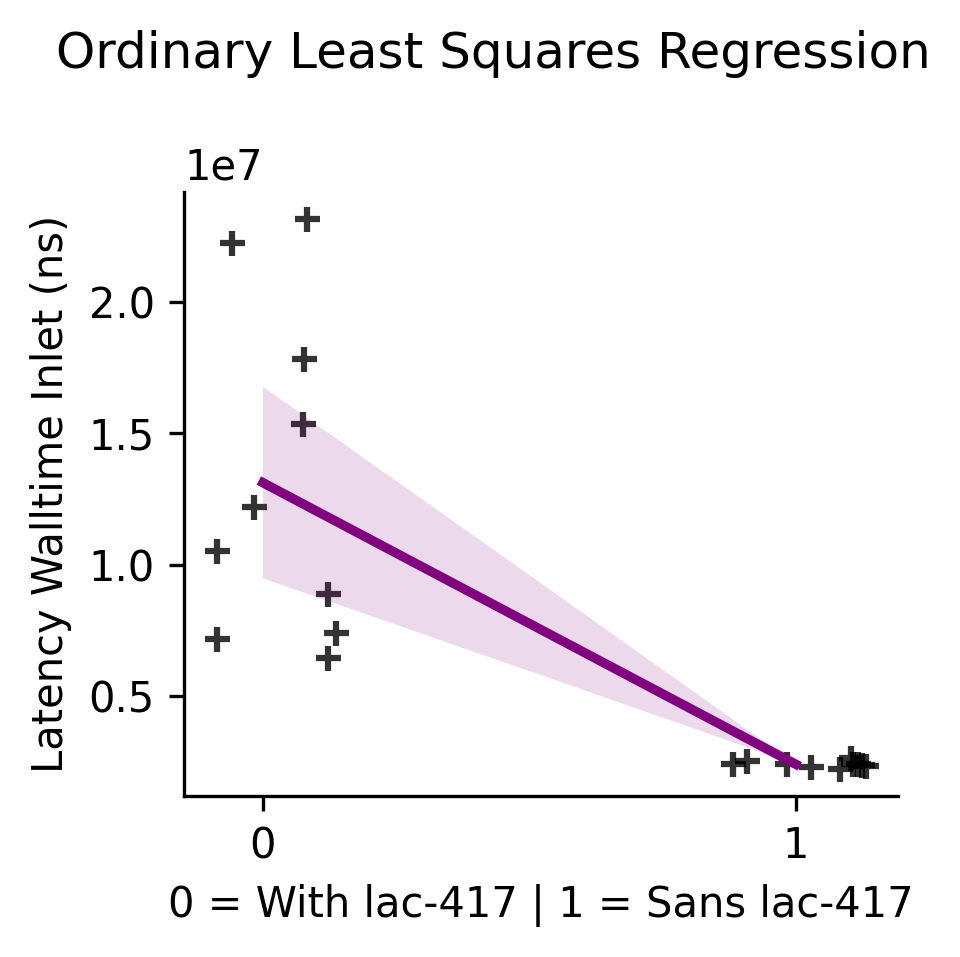 Ordinary Least Squares Regression
1e7
Latency Walltime Inlet (ns)
2.0
1.5
1.0
0.5
0 1
0 = With lac-417 | 1 = Sans lac-417